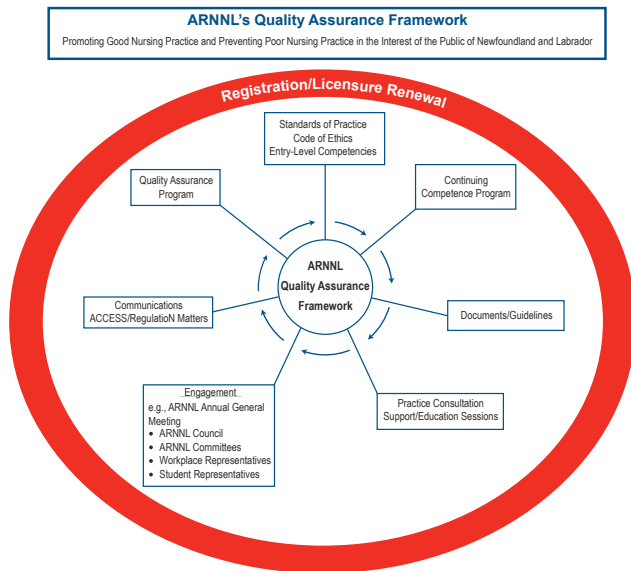 ARNNL's Quality Assurance Framework
Promoting Good Nursing Practice and Preventing Poor Nursing Practice in the Interest of the Public of Newfoundland and Labrador
Registration/Licensure Renewal
Standards of Practice
Code of Ethics
Entry-Level Competencies
Quality Assurance
Program
Continuing
Competence Program
ARNNL
Quality Assurance
Framework
Communications
ACCESS/RegulatioN Matters
Documents/Guidelines
Engagement
e.g., ARNNL Annual General
Meeting
• ARNNL Council
• ARNNL Committees
• Workplace Representatives
• Student Representatives
Practice Consultation
Support/Education Sessions